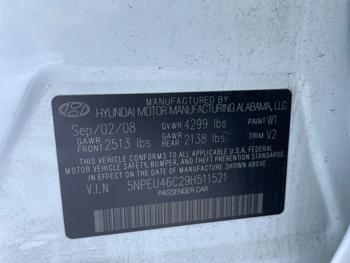 MANUFACTURED BY
HYUNDAI MOTOR MANUFACTURING ALABAMA, LLC
Sep/02/08 GVWR 4299 lbs PAINT W1
GAWR FRONT 2513 lbs GAWR REAR 2138 lbs TRIM V2
THIS VEHICLE CONFORMS TO ALL APPLICABLE FEDERAL
MOTOR VEHICLE SAFETY, BUMPER, AND THEFT PREVENTION
STANDARDS IN EFFECT ON THE DATE OF MANUFACTURE SHOWN ABOVE.
V.I.N 5NPEU46C29H511521
PASSENGER CAR